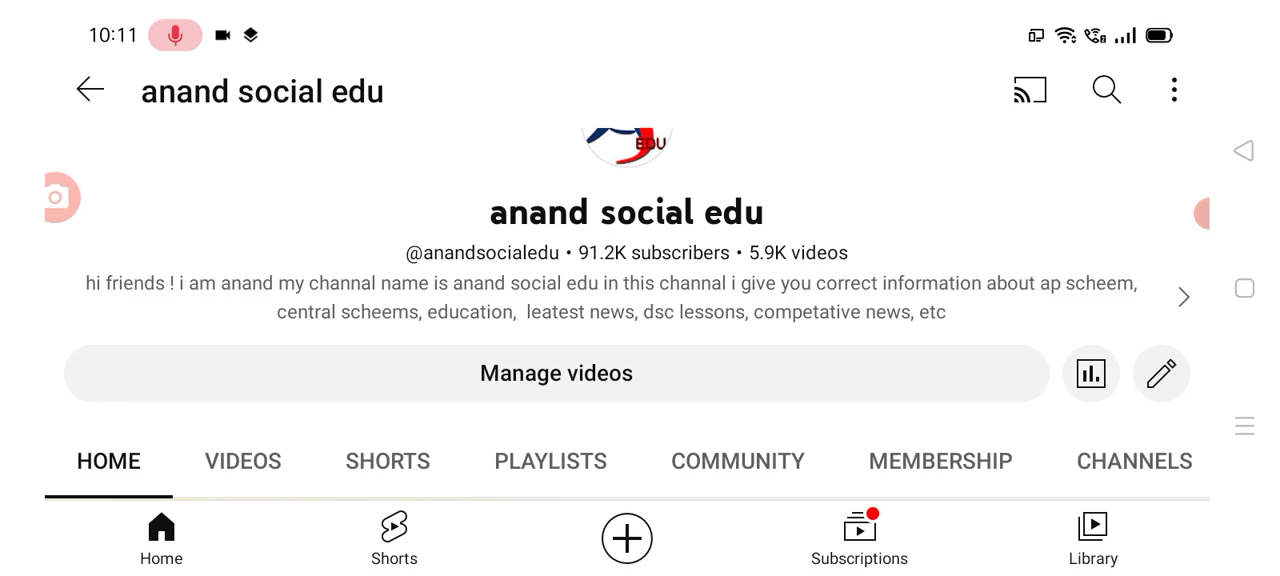 10:11
anand social edu
EDU
anand social edu
@anandsocialedu • 91.2K subscribers • 5.9K videos
hi friends ! i am anand my channal name is anand social edu in this channal i give you correct information about ap scheem,
central scheems, education, leatest news, dsc lessons, competative news, etc
Manage videos
HOME VIDEOS SHORTS PLAYLISTS COMMUNITY MEMBERSHIP CHANNELS
Home Shorts Subscriptions Library